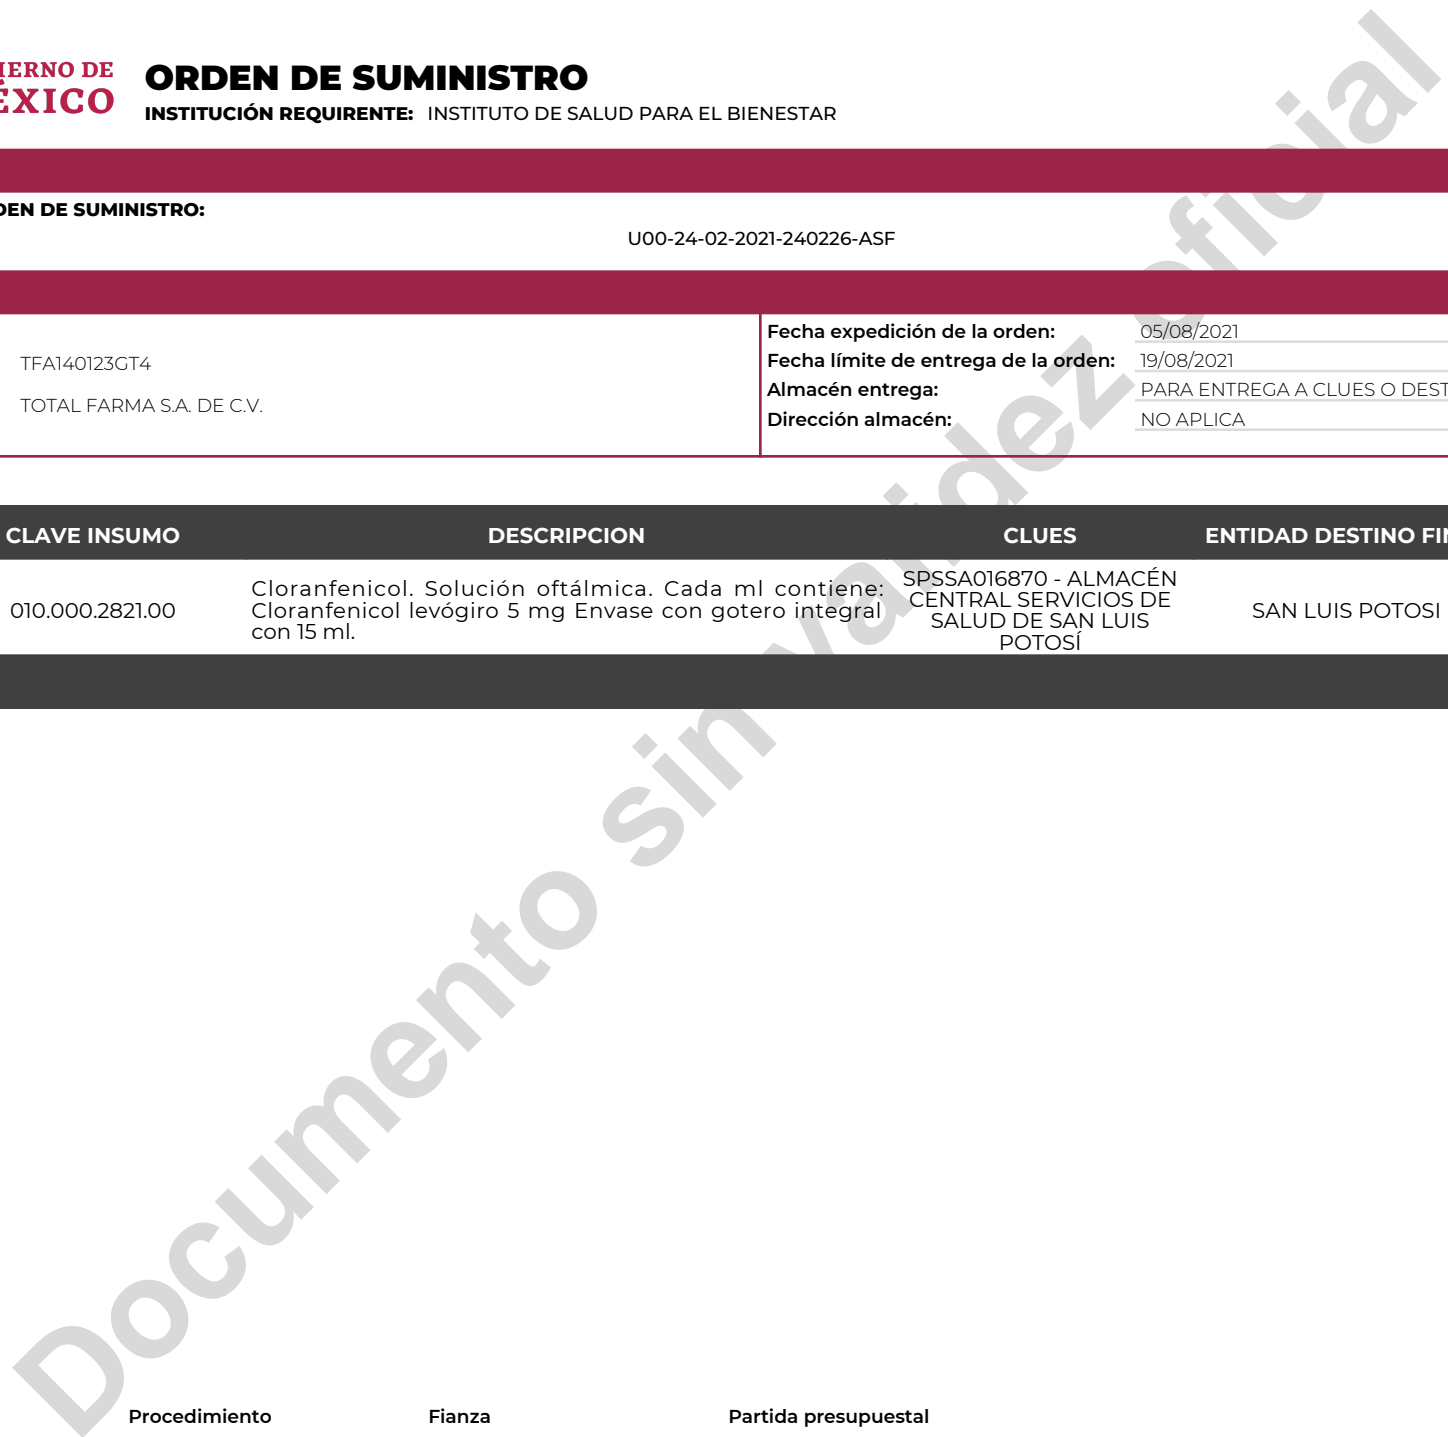 IERNO DE
ÉXICO
ORDEN DE SUMINISTRO
INSTITUCIÓN REQUIRENTE: INSTITUTO DE SALUD PARA EL BIENESTAR
DEN DE SUMINISTRO:
U00-24-02-2021-240226-ASF
TFA140123GT4
TOTAL FARMA S.A. DE C.V.
Fecha expedición de la orden: 05/08/2021
Fecha límite de entrega de la orden: 19/08/2021
Almacén entrega: PARA ENTREGA A CLUES O DEST
Dirección almacén: NO APLICA
CLAVE INSUMO DESCRIPCION CLUES ENTIDAD DESTINO FIN
010.000.2821.00
Cloranfenicol. Solución oftálmica. Cada ml contiene:
Cloranfenicol levógiro 5 mg Envase con gotero integral
con 15 ml.
SPSSA016870 - ALMACÉN
CENTRAL SERVICIOS DE
SALUD DE SAN LUIS
POTOSÍ
SAN LUIS POTOSI
Documento sin validez oficial
Procedimiento Fianza Partida presupuestal